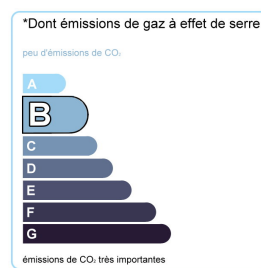 *Dont émissions de gaz à effet de serre
peu d'émissions de CO₂
A
B
C
D
E
F
G
émissions de CO₂ très importantes